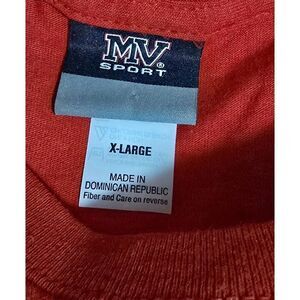 MV®
SPORT
X-LARGE
MADE IN
DOMINICAN REPUBLIC
Fiber and Care on reverse